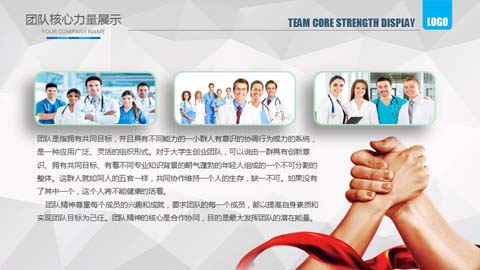 团队核心力量展示
YOUR COMPANY NAME
TEAM CORE STRENGTH DISPLAY
LOGO
团队是指拥有共同目标，并且具有不同能力的一小群人有意识的协调行为或力的系统，
是一种应用广泛、灵活的组织形式。对于大学生创业团队，可以说由一群具有创新意
识、拥有共同目标、有着不同专业知识背景的朝气蓬勃的年轻人组成的一个不可分割的
整体。这群人就如同人的五官一样，共同协作维持一个人的生存，缺一不可。如果没有
了其中一个，这个人将不能健康的活着。
团队精神尊重每个成员的兴趣和成就，要求团队的每一个成员，都以提高自身素质和
实现团队目标为己任。团队精神的核心是合作协同，目的是最大发挥团队的潜在能量。